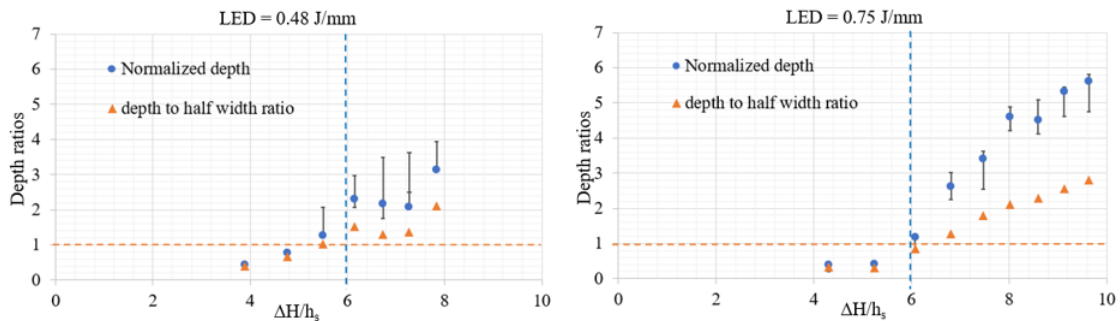 LED = 0.48 J/mm
7
6
5
4
3
2
1
0
Depth ratios
Normalized depth
depth to half width ratio
0 2 4 6 8 10
ΔH/hs
LED = 0.75 J/mm
7
6
5
4
3
2
1
0
Depth ratios
Normalized depth
depth to half width ratio
0 2 4 6 8 10
ΔH/hs